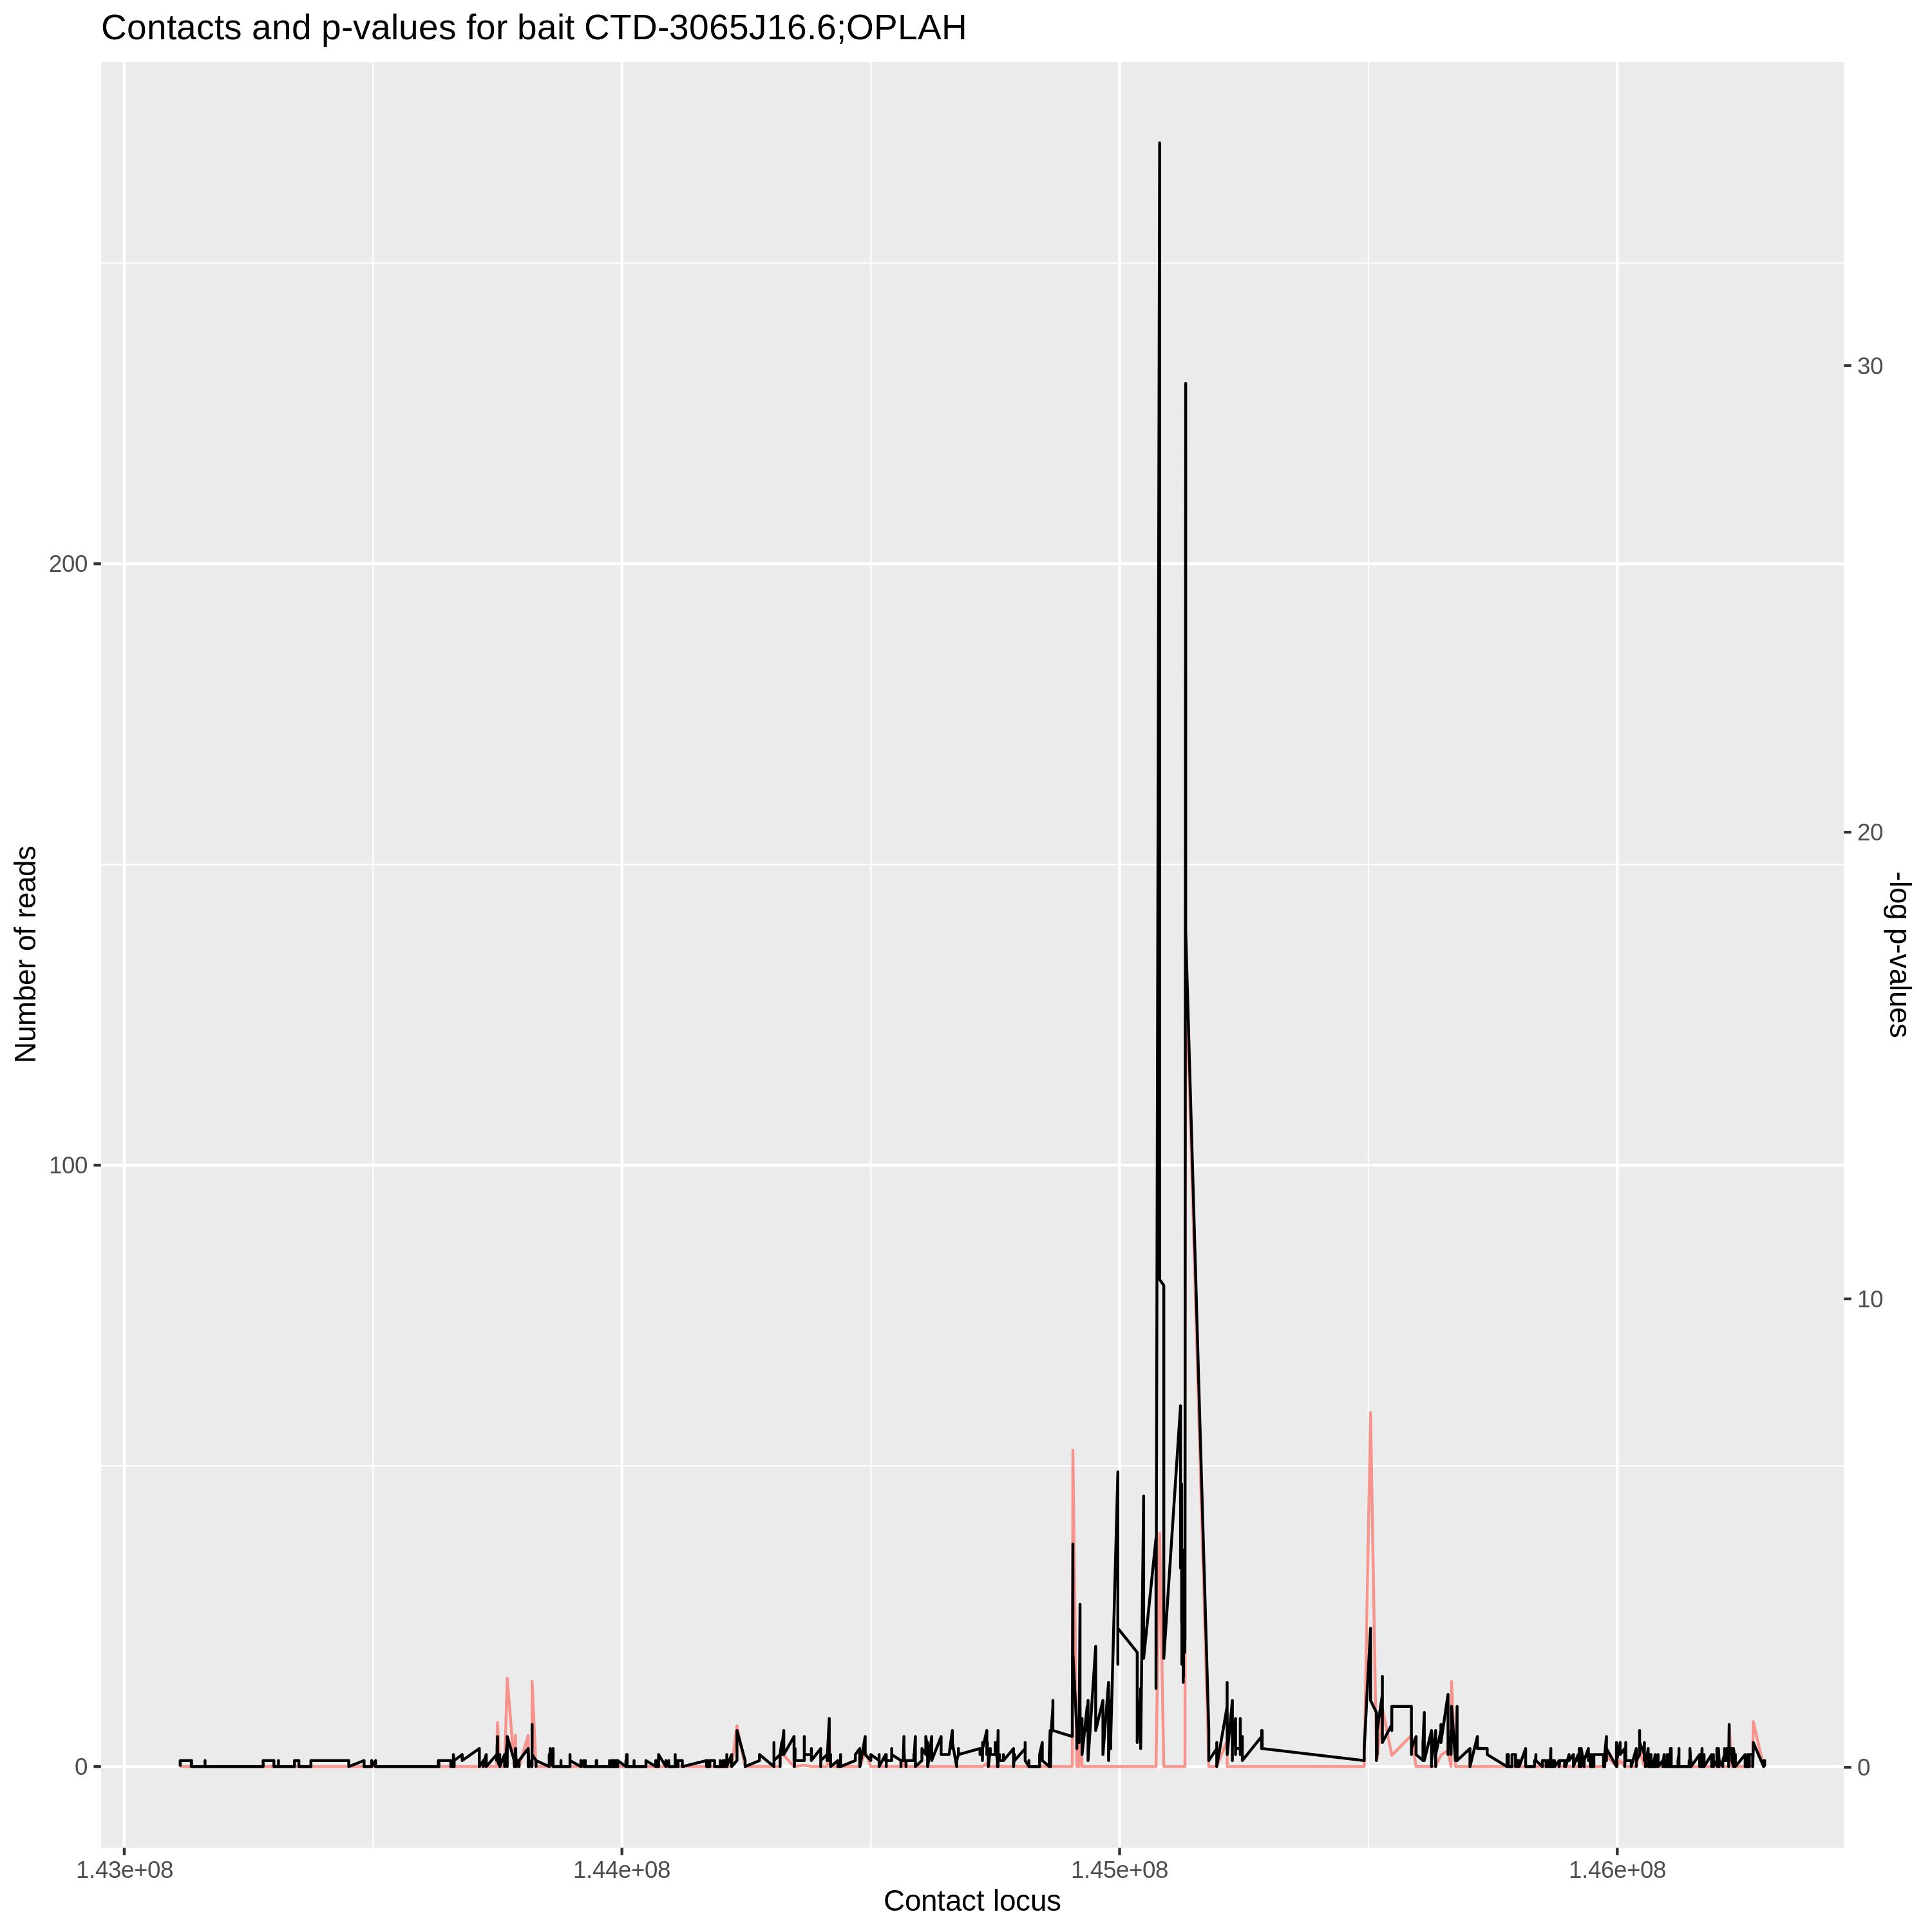 Contacts and p-values for bait CTD-3065J16.6;OPLAH
Number of reads
200
100
0
30
20
10
0
-log p-values
1.43e+08
1.44e+08
1.45e+08
1.46e+08
Contact locus